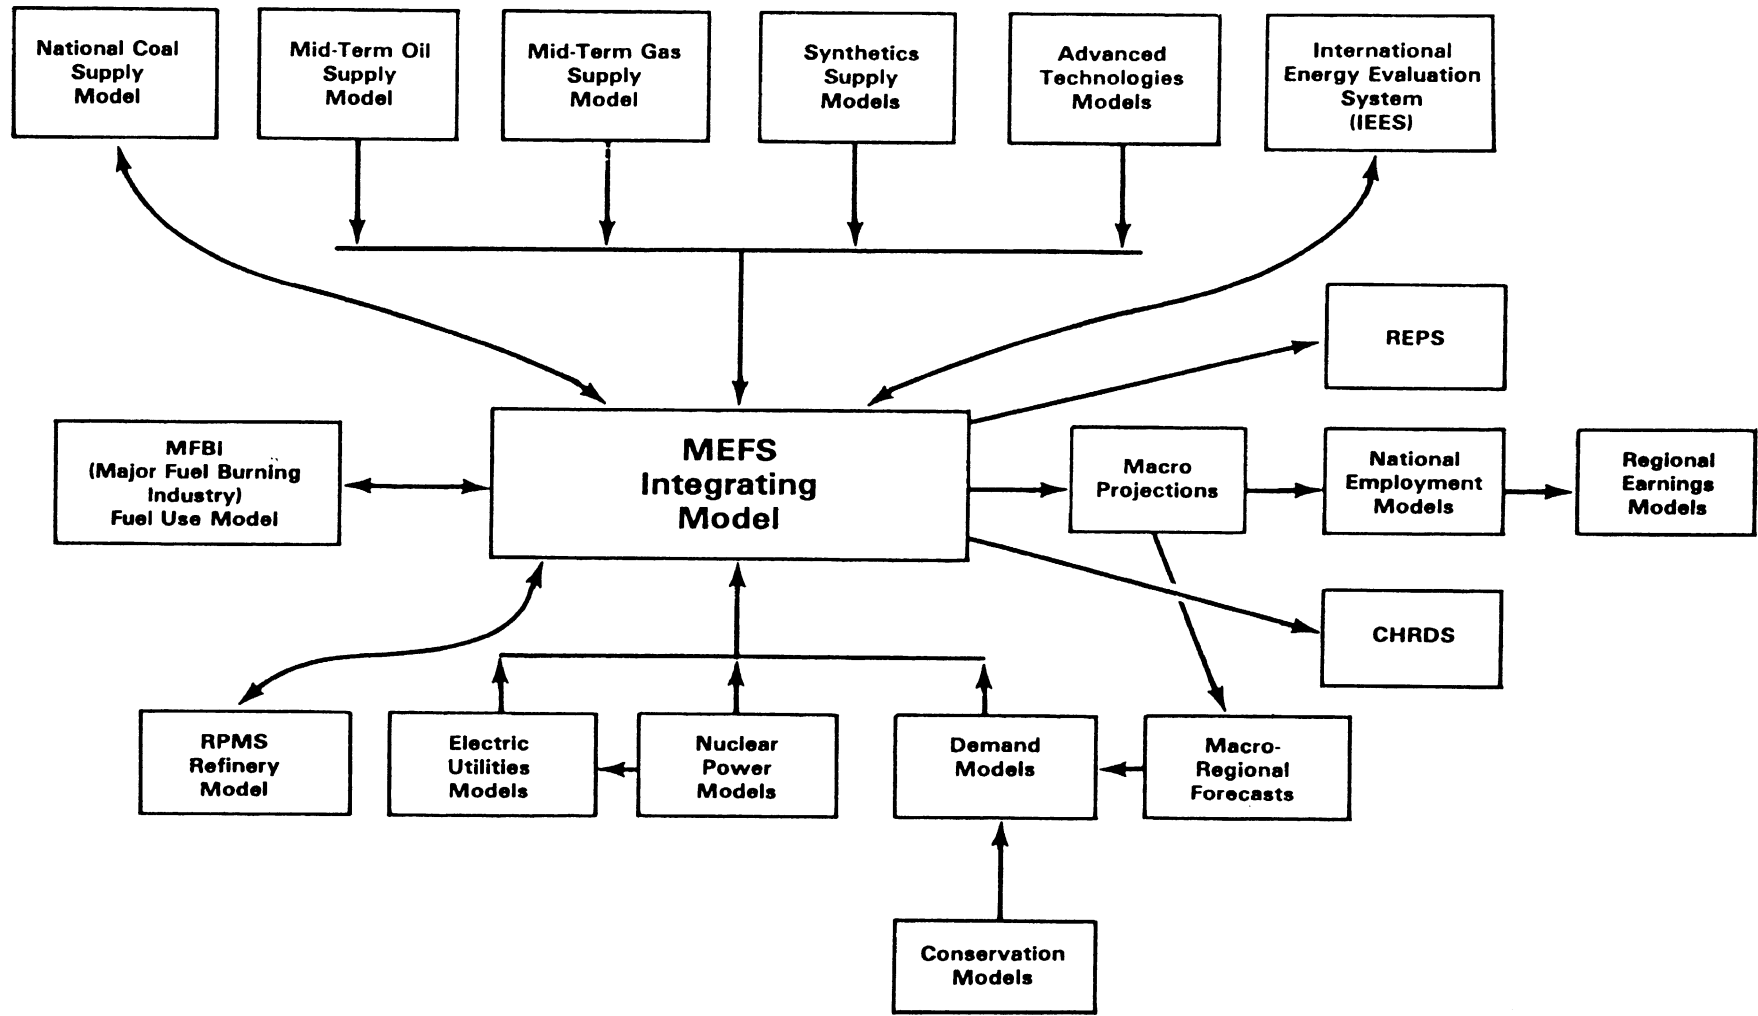 National Coal
Supply
Model
Mid-Term Oil
Supply
Model
Mid-Term Gas
Supply
Model
Synthetics
Supply
Models
Advanced
Technologies
Models
International
Energy Evaluation
System
(IEES)
REPS
MFBI
(Major Fuel Burning
Industry)
Fuel Use Model
MEFS
Integrating
Model
Macro
Projections
National
Employment
Models
Regional
Earnings
Models
CHRDS
RPMS
Refinery
Model
Electric
Utilities
Models
Nuclear
Power
Models
Demand
Models
Macro-
Regional
Forecasts
Conservation
Models